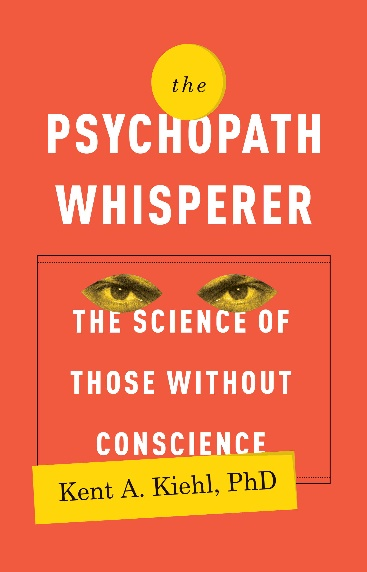 the
PSYCHOPATH
WHISPERER
THE SCIENCE OF
THOSE WITHOUT
CONSCIENCE
Kent A. Kiehl, PhD